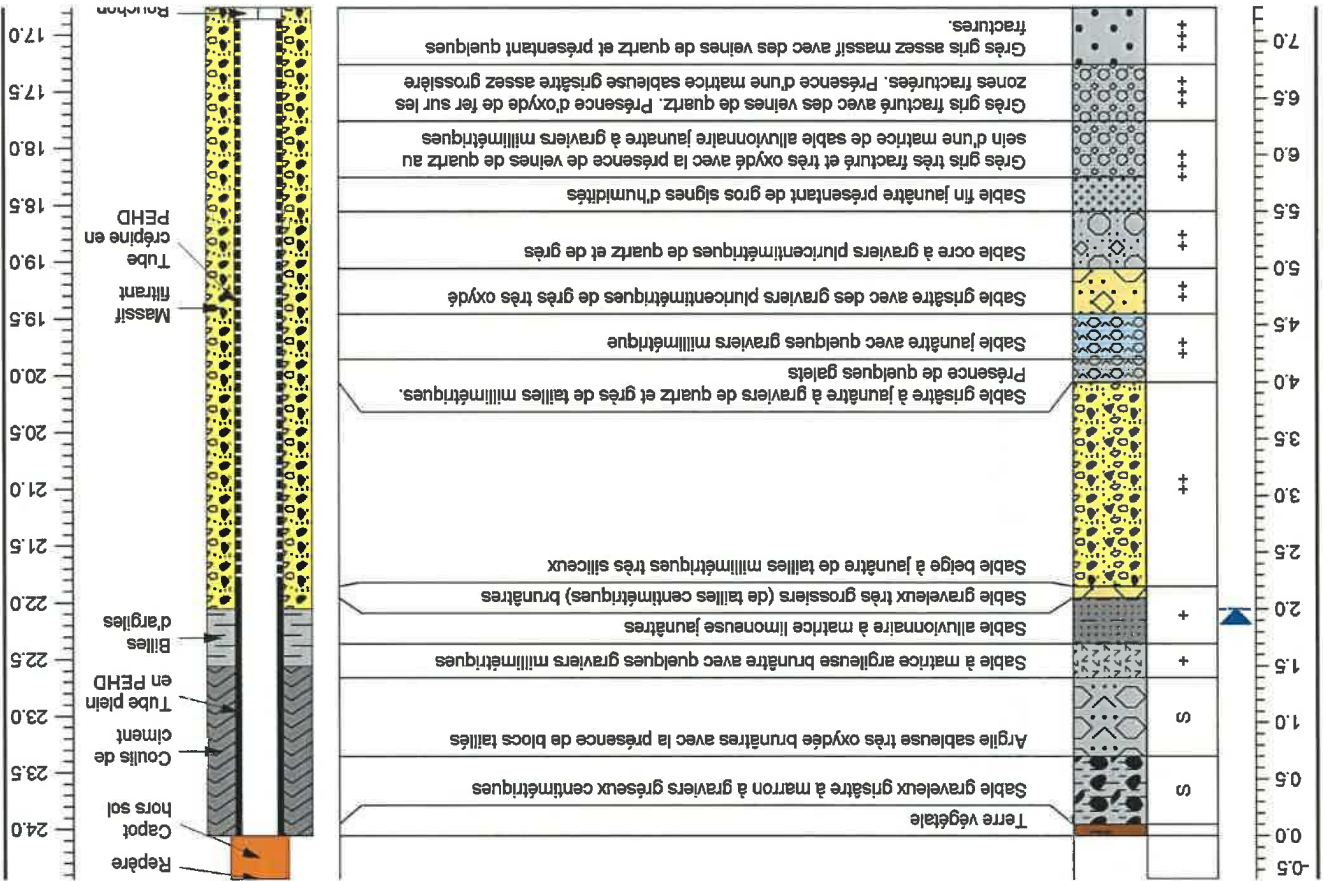 -0.5
0.0
0.5
1.0
1.5
2.0
2.5
3.0
3.5
4.0
4.5
5.0
5.5
6.0
6.5
7.0
S
S
+
+
++
++
++
++
+++
+++
+++
Terre végétale
Sable graveleux grisâtre à marron à graviers gréseux centimétriques
Argile sableuse très oxydée brunâtres avec la présence de blocs taillés
Sable à matrice argileuse brunâtre avec quelques graviers millimétriques
Sable alluvionnaire à matrice limoneuse jaunâtres
Sable graveleux très grossiers (de tailles centimétriques) brunâtres
Sable beige à jaunâtre de tailles millimétriques très siliceux
Sable grisâtre à jaunâtre à graviers de quartz et grés de tailles millimétriques.
Présence de quelques galets
Sable jaunâtre avec quelques graviers millimétrique
Sable grisâtre avec des graviers pluricentimétriques de grés très oxydé
Sable ocre à graviers pluricentimétriques de quartz et de grés
Sable fin jaunâtre présentant de gros signes d'humidités
Grés gris très fracturé et très oxydé avec la présence de veines de quartz au
sein d'une matrice de sable alluvionnaire jaunâtre à graviers millimétriques
Grés gris fracturé avec des veines de quartz. Présence d'oxyde de fer sur les
zones fracturées. Présence d'une matrice sableuse grisâtre assez grossière
Grés gris assez massif avec des veines de quartz et présentant quelques
fractures.
Repère
Capot
hors sol
Coulis de
ciment
Tube plein
en PEHD
Billes
d'argiles
Massif
filtrant
Tube
crépine en
PEHD
Bouchon
24.0
23.5
23.0
22.5
22.0
21.5
21.0
20.5
20.0
19.5
19.0
18.5
18.0
17.5
17.0